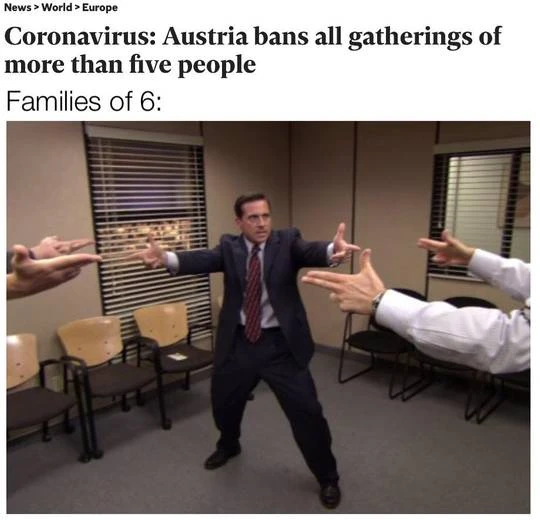 News > World > Europe
Coronavirus: Austria bans all gatherings of
more than five people
Families of 6: